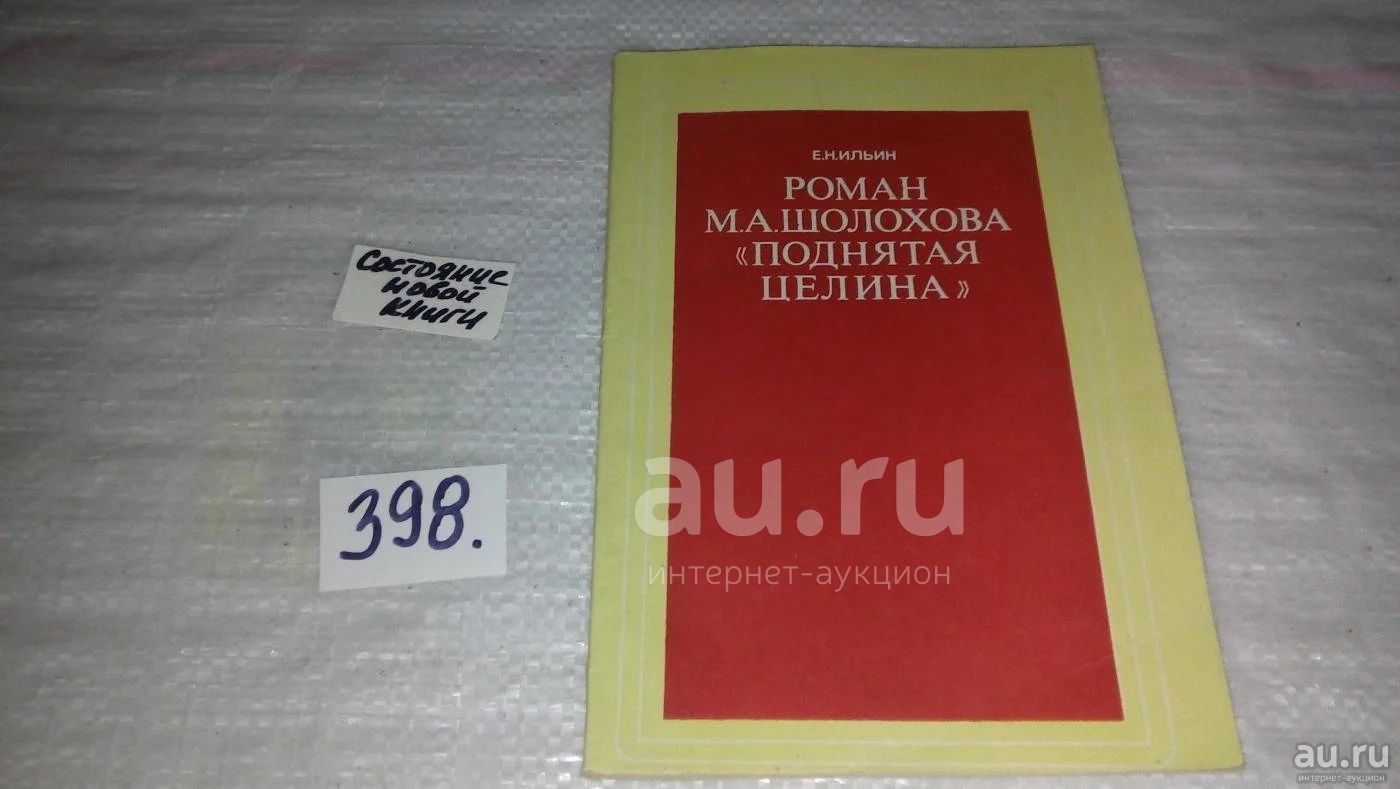 Состояние
новой
книги
398.
Е.Н.ИЛЬИН
РОМАН
М.А.ШОЛОХОВА
«ПОДНЯТАЯ
ЦЕЛИНА»
au.ru
интернет-аукцион
au.ru
интернет-аукцион